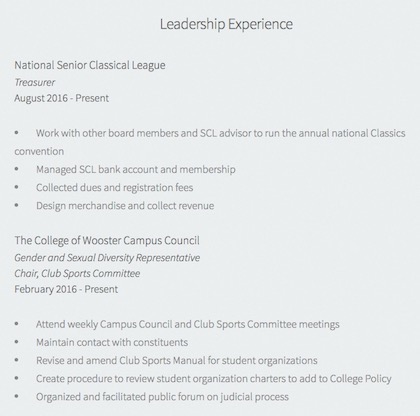 Leadership Experience
National Senior Classical League
Treasurer
August 2016 - Present
• Work with other board members and SCL advisor to run the annual national Classics
convention
• Managed SCL bank account and membership
• Collected dues and registration fees
• Design merchandise and collect revenue
The College of Wooster Campus Council
Gender and Sexual Diversity Representative
Chair, Club Sports Committee
February 2016 - Present
• Attend weekly Campus Council and Club Sports Committee meetings
• Maintain contact with constituents
• Revise and amend Club Sports Manual for student organizations
• Create procedure to review student organization charters to add to College Policy
• Organized and facilitated public forum on judicial process